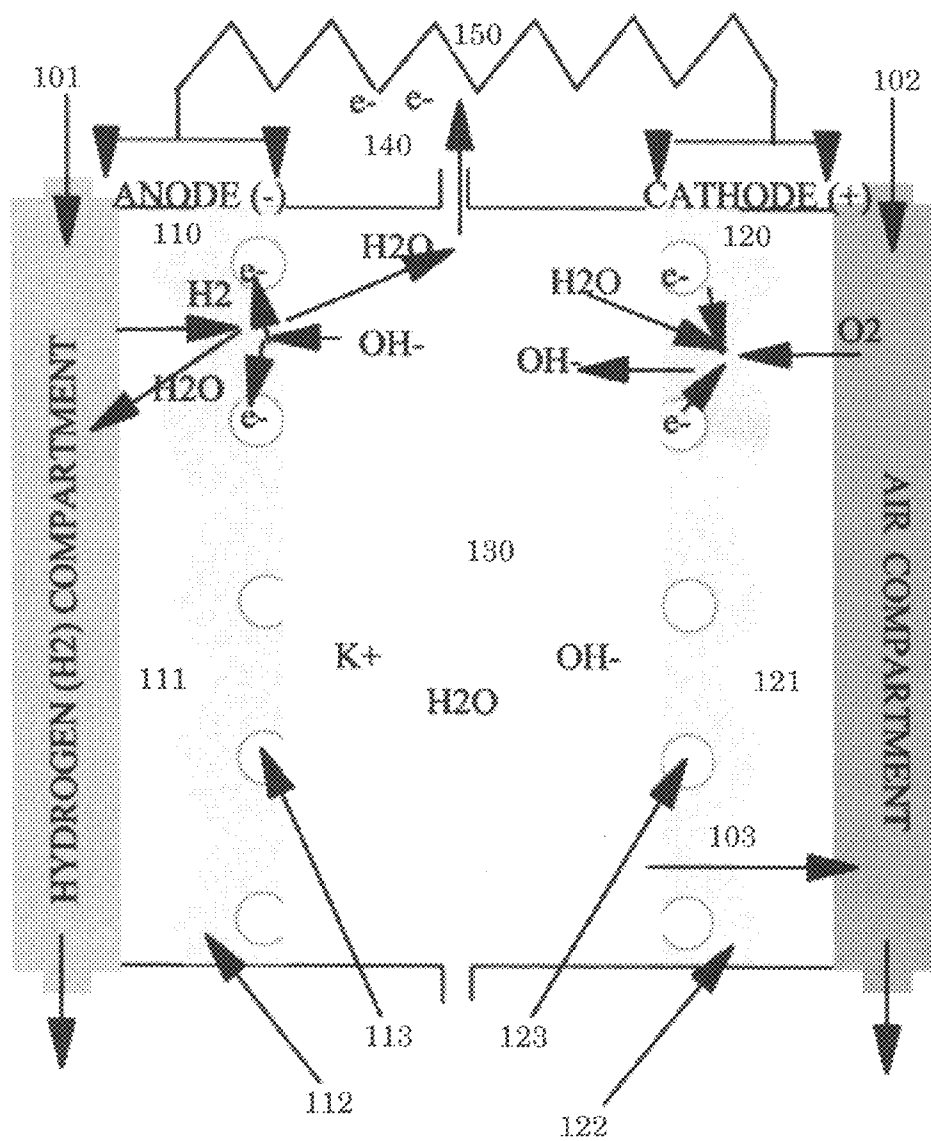 150
101
102
e- e-
140
ANODE (-)
CATHODE (+)
110
120
H2O
e-
H2
OH-
H2O
e-
H2O
e-
O2
OH-
e-
HYDROGEN (H2) COMPARTMENT
AIR COMPARTMENT
130
K+
OH-
H2O
111
121
103
113
123
112
122